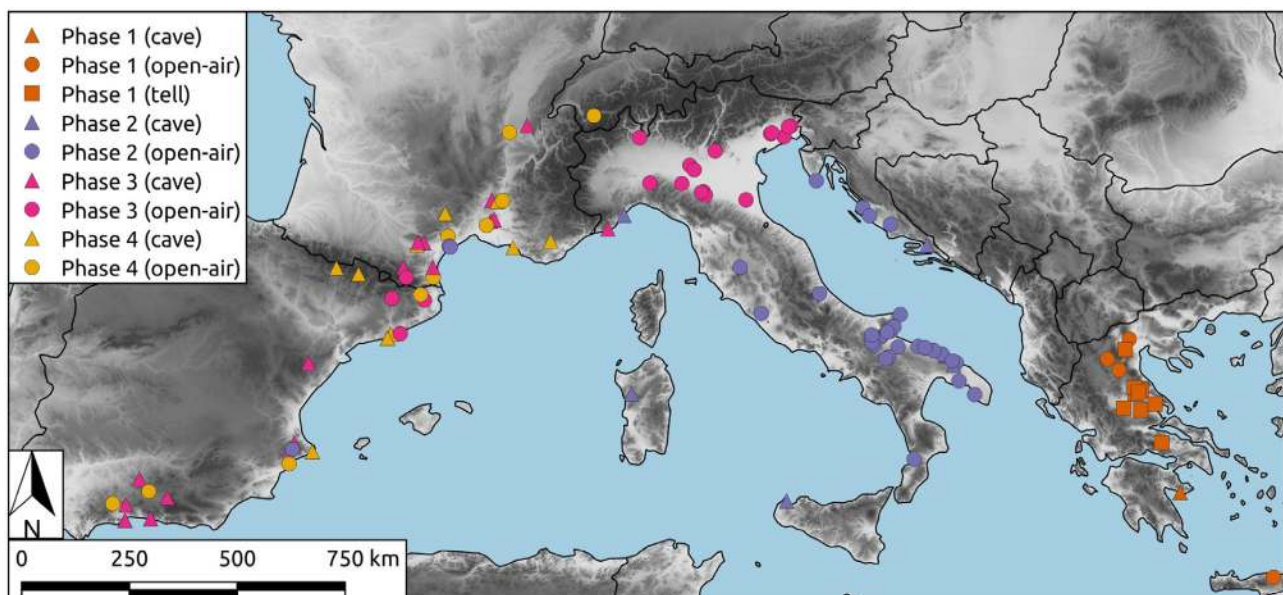 Phase 1 (cave)
Phase 1 (open-air)
Phase 1 (tell)
Phase 2 (cave)
Phase 2 (open-air)
Phase 3 (cave)
Phase 3 (open-air)
Phase 4 (cave)
Phase 4 (open-air)
N
0 250 500 750 km